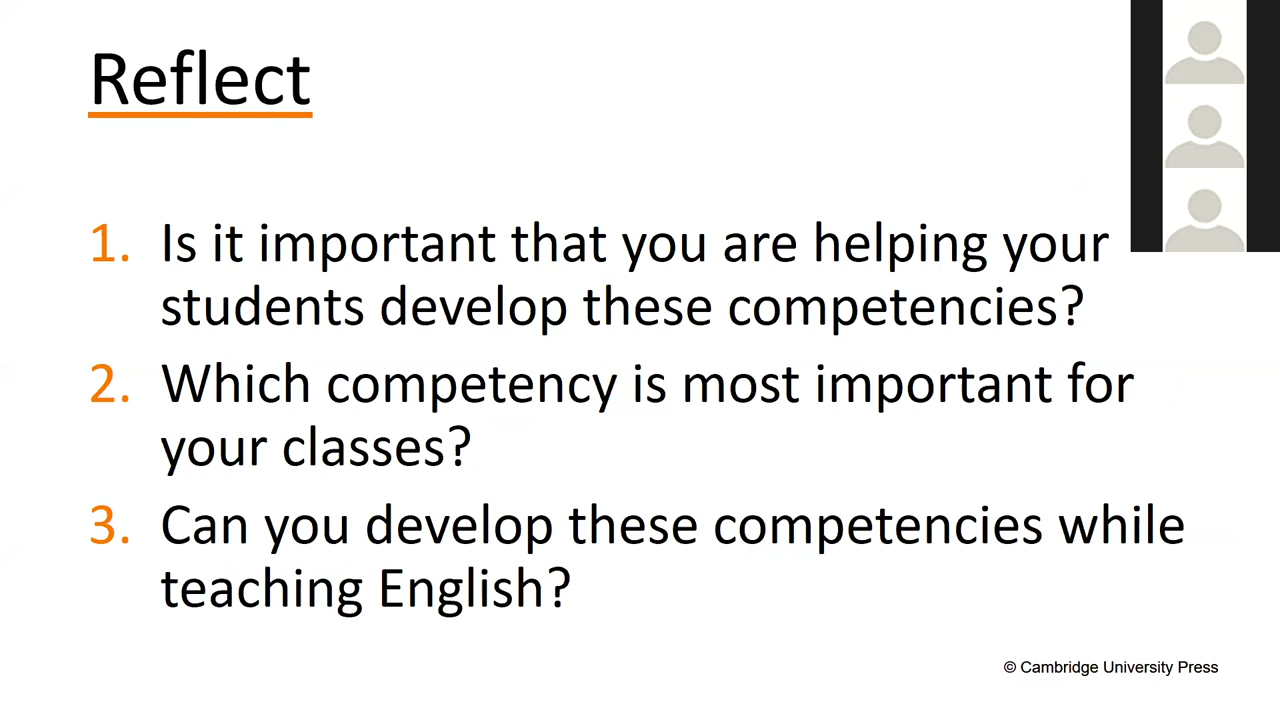 Reflect
1. Is it important that you are helping your
students develop these competencies?
2. Which competency is most important for
your classes?
3. Can you develop these competencies while
teaching English?
© Cambridge University Press